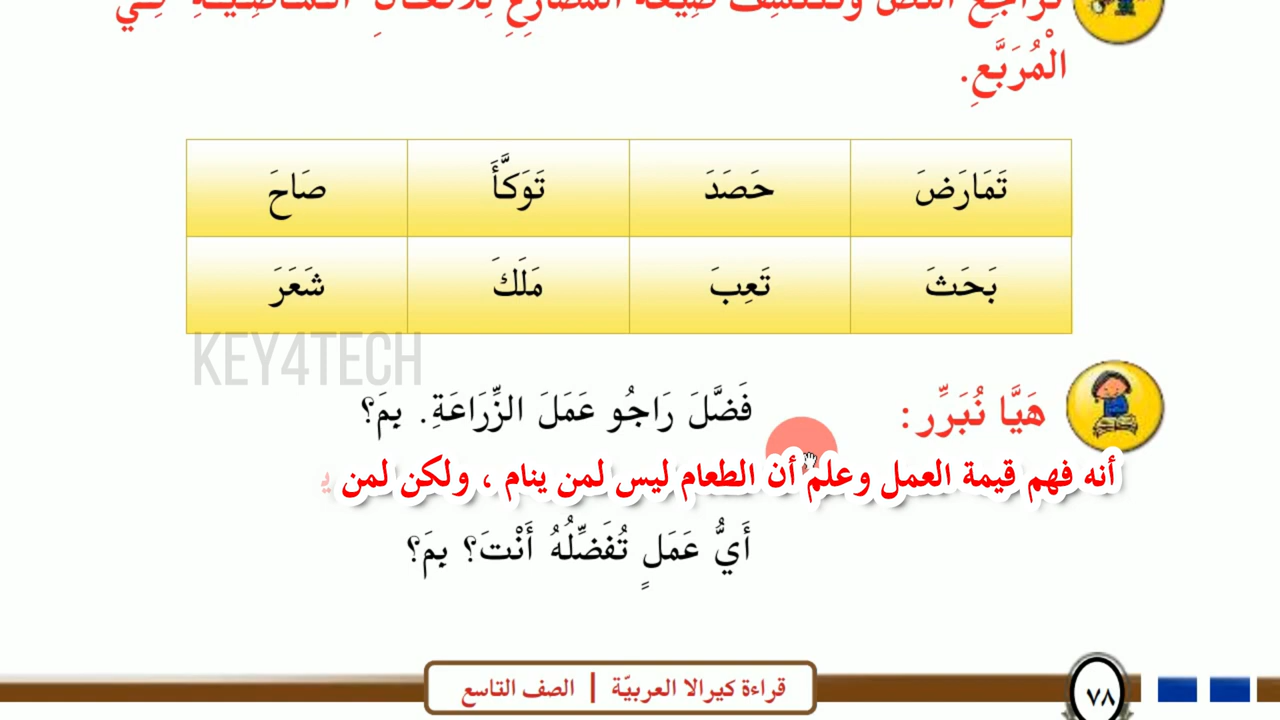 الْمُرَبَّعِ.
تَمَارَضَ حَصَدَ تَوَكَّأَ صَاحَ
بَحَثَ تَعِبَ مَلَكَ شَعَرَ
KEY4TECH
هَيَّا نُبَرِّر: فَضَّلَ رَاجُو عَمَلَ الزِّرَاعَةِ. بِمَ؟
أنه فهم قيمة العمل وعلم أن الطعام ليس لمن ينام ، ولكن لمن
أَيُّ عَمَلٍ تُفَضِّلُهُ أَنْتَ؟ بِمَ؟
قراءة كيرالا العربيّة | الصف التاسع
٧٨